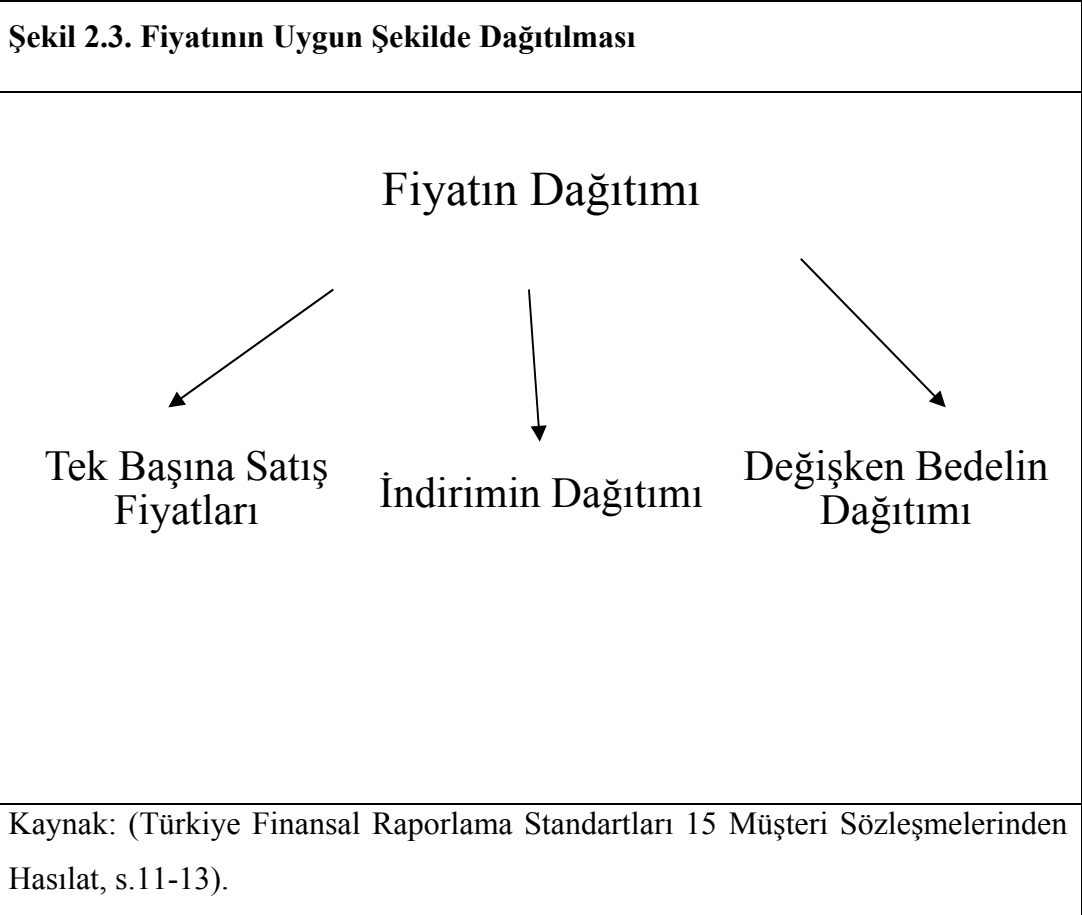 Şekil 2.3. Fiyatının Uygun Şekilde Dağıtılması
Fiyatın Dağıtımı
Tek Başına Satış
Fiyatları
İndirimin Dağıtımı
Değişken Bedelin
Dağıtımı
Kaynak: (Türkiye Finansal Raporlama Standartları 15 Müşteri Sözleşmelerinden
Hasılat, s.11-13).